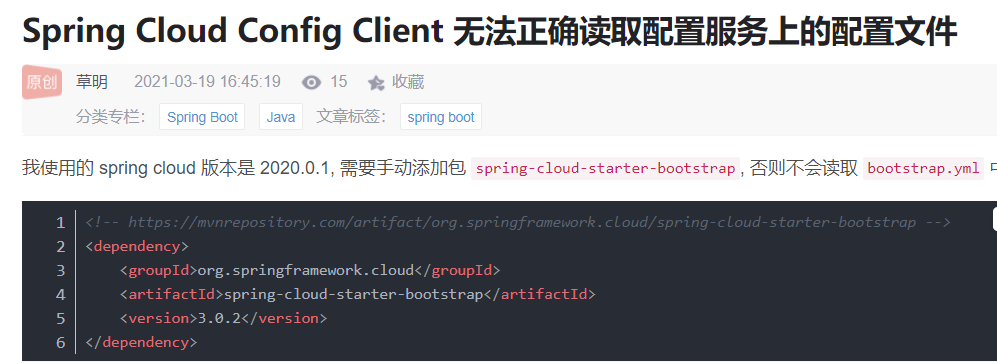 Spring Cloud Config Client 无法正确读取配置服务上的配置文件
原创 草明 2021-03-19 16:45:19 15 收藏
分类专栏： Spring Boot Java 文章标签： spring boot
我使用的 spring cloud 版本是 2020.0.1, 需要手动添加包 spring-cloud-starter-bootstrap, 否则不会读取 bootstrap.yml
1 <!-- https://mvnrepository.com/artifact/org.springframework.cloud/spring-cloud-starter-bootstrap -->
2 <dependency>
3 <groupId>org.springframework.cloud</groupId>
4 <artifactId>spring-cloud-starter-bootstrap</artifactId>
5 <version>3.0.2</version>
6 </dependency>